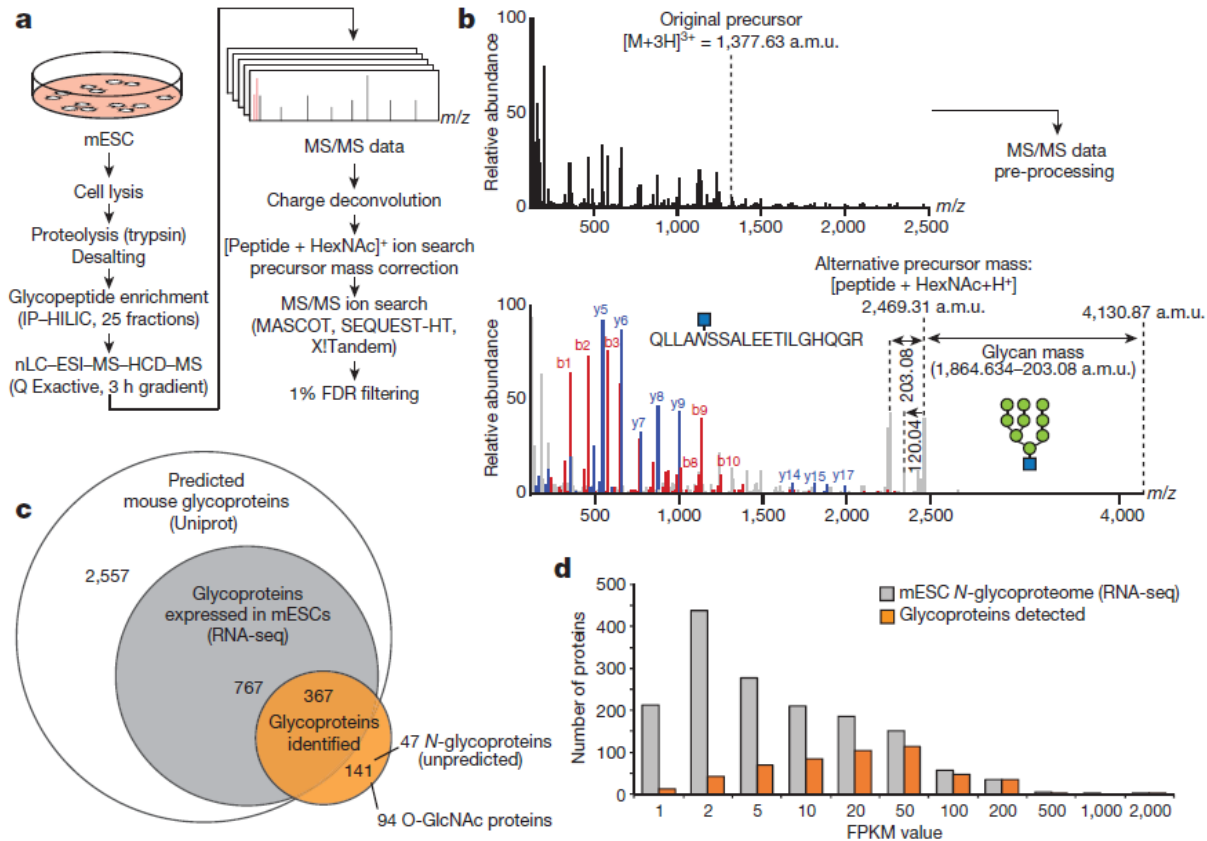 a
mESC
Cell lysis
Proteolysis (trypsin)
Desalting
Glycopeptide enrichment
(IP–HILIC, 25 fractions)
nLC–ESI–MS–HCD–MS
(Q Exactive, 3 h gradient)
m/z
MS/MS data
Charge deconvolution
[Peptide + HexNAc]+ ion search
precursor mass correction
MS/MS ion search
(MASCOT, SEQUEST-HT,
X!Tandem)
1% FDR filtering
b
Original precursor
[M+3H]3+ = 1,377.63 a.m.u.
Relative abundance
100
50
0
500
1,000
1,500
2,000
2,500
m/z
MS/MS data
pre-processing
Alternative precursor mass:
[peptide + HexNAc+H+]
2,469.31 a.m.u.
4,130.87 a.m.u.
Glycan mass
(1,864.634–203.08 a.m.u.)
203.08
120.04
QLLANSSALEETILGHQGR
Relative abundance
100
50
0
b1
b2
b3
y5
y6
y7
y8
y9
b8
b9
b10
y14
y15
y17
500
1,000
1,500
2,000
2,500
4,000
m/z
c
Predicted
mouse glycoproteins
(Uniprot)
2,557
Glycoproteins
expressed in mESCs
(RNA-seq)
767
367
Glycoproteins
identified
141
47 N-glycoproteins
(unpredicted)
94 O-GlcNAc proteins
d
mESC N-glycoproteome (RNA-seq)
Glycoproteins detected
Number of proteins
500
400
300
200
100
0
1
2
5
10
20
50
100
200
500
1,000
2,000
FPKM value